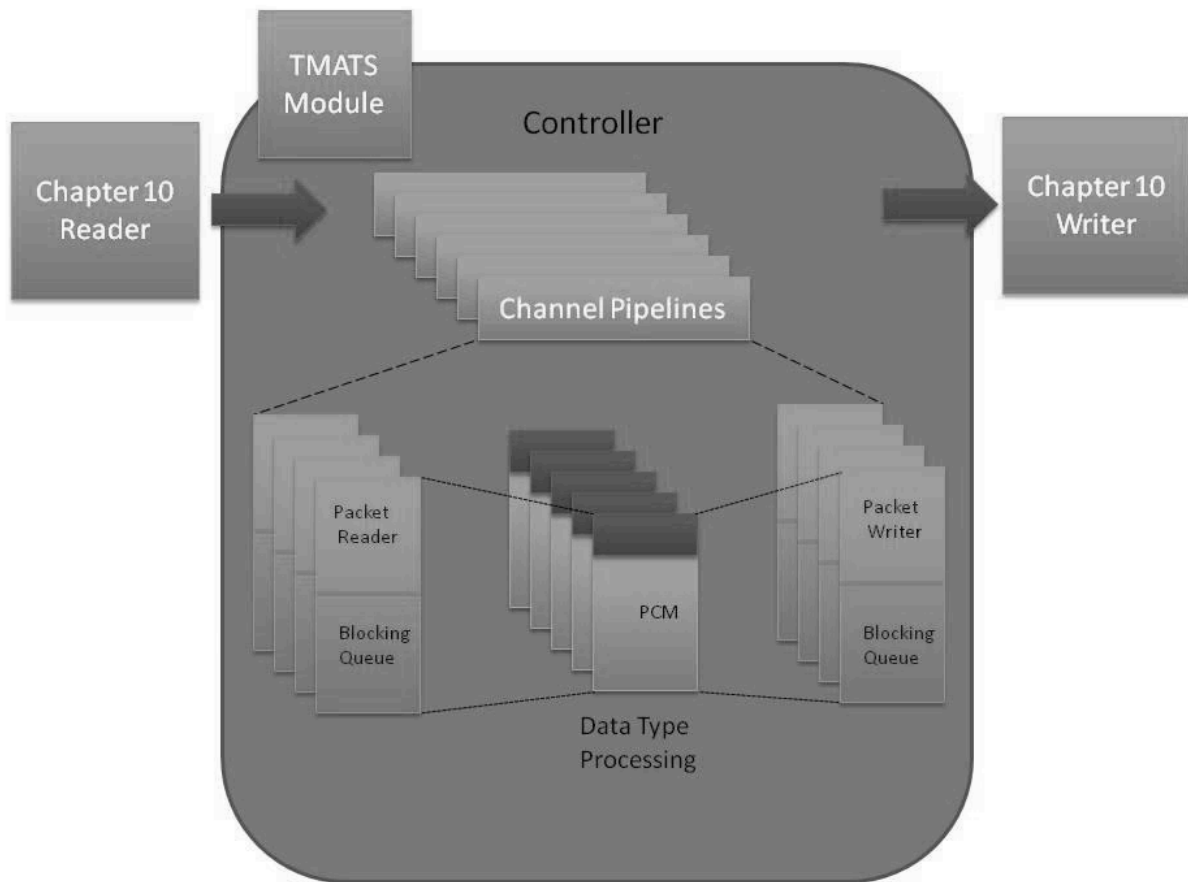 TMATS
Module
Controller
Chapter 10
Reader
Chapter 10
Writer
Channel Pipelines
Packet
Reader
Blocking
Queue
PCM
Packet
Writer
Blocking
Queue
Data Type
Processing